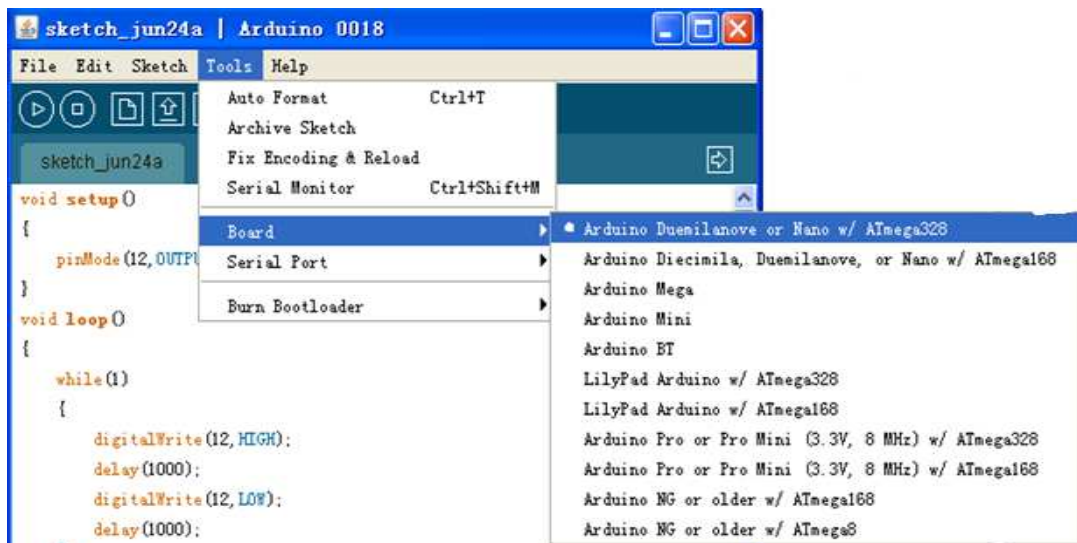 sketch_jun24a | Arduino 0018
File Edit Sketch Tools Help
Auto Format Ctrl+T
Archive Sketch
Fix Encoding & Reload
Serial Monitor Ctrl+Shift+M
Board
Serial Port
Burn Bootloader
sketch_jun24a
void setup()
{
pinMode(12, OUTPU
}
void loop()
{
while(1)
{
digitalWrite(12, HIGH);
delay(1000);
digitalWrite(12, LOW);
delay(1000);
Arduino Duemilanove or Nano w/ ATmega328
Arduino Diecimila, Duemilanove, or Nano w/ ATmega168
Arduino Mega
Arduino Mini
Arduino BT
LilyPad Arduino w/ ATmega328
LilyPad Arduino w/ ATmega168
Arduino Pro or Pro Mini (3.3V, 8 MHz) w/ ATmega328
Arduino Pro or Pro Mini (3.3V, 8 MHz) w/ ATmega168
Arduino NG or older w/ ATmega168
Arduino NG or older w/ ATmega8